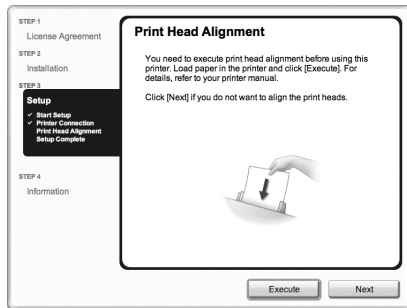 STEP 1
License Agreement
STEP 2
Installation
STEP 3
Setup
✓ Start Setup
✓ Printer Connection
Print Head Alignment
Setup Complete
STEP 4
Information
Print Head Alignment
You need to execute print head alignment before using this
printer. Load paper in the printer and click [Execute]. For
details, refer to your printer manual.
Click [Next] if you do not want to align the print heads.
Execute
Next